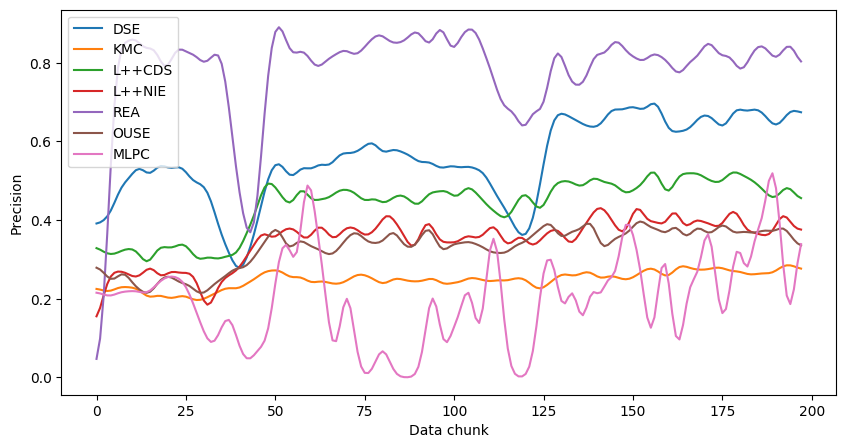 DSE
KMC
L++CDS
L++NIE
REA
OUSE
MLPC
Precision
0.8
0.6
0.4
0.2
0.0
0 25 50 75 100 125 150 175 200
Data chunk